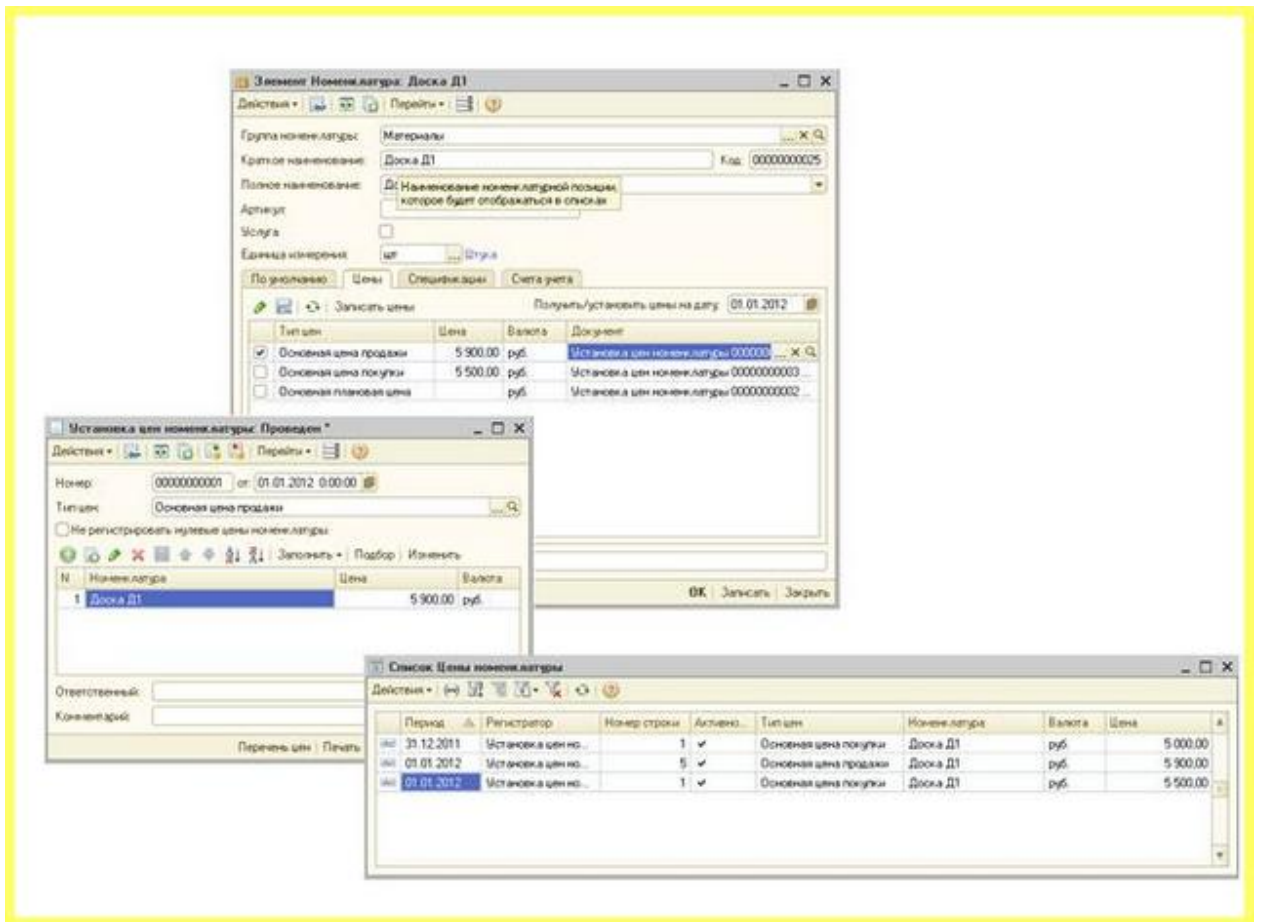 Элемент Номенклатура: Доска Д1
Действия Перейти
Группа номенклатуры: Материалы ...
Краткое наименование: Доска Д1 Код: 00000000025
Полное наименование:
Наименование номенклатурной позиции,
которое будет отображаться в списках
Артикул:
Услуга
Единица измерения: шт ... Штука
По умолчанию Цены Спецификации Счета учета
Записать цены Получить/установить цены на дату: 01.01.2012
Тип цен Цена Валюта Документ
Основная цена продажи 5 900,00 руб. Установка цен номенклатуры 000000 ...
Основная цена покупки 5 500,00 руб. Установка цен номенклатуры 00000000003 ...
Основная плановая цена руб. Установка цен номенклатуры 00000000002 ...
OK Записать Закрыть
Установка цен номенклатуры: Проведен *
Действия Перейти
Номер: 00000000001 от: 01.01.2012 0:00:00
Тип цен: Основная цена продажи ...
Не регистрировать нулевые цены номенклатуры
Заполнить Подбор Изменить
N Номенклатура Цена Валюта
1 Доска Д1 5 900,00 руб.
Ответственный:
Комментарий:
Перечень цен Печать
Список Цены номенклатуры
Действия
Период Регистратор Номер строки Активно... Тип цен Номенклатура Валюта Цена
31.12.2011 Установка цен но... 1 Основная цена покупки Доска Д1 руб. 5 000,00
01.01.2012 Установка цен но... 5 Основная цена продажи Доска Д1 руб. 5 900,00
01.01.2012 Установка цен но... 1 Основная цена покупки Доска Д1 руб. 5 500,00